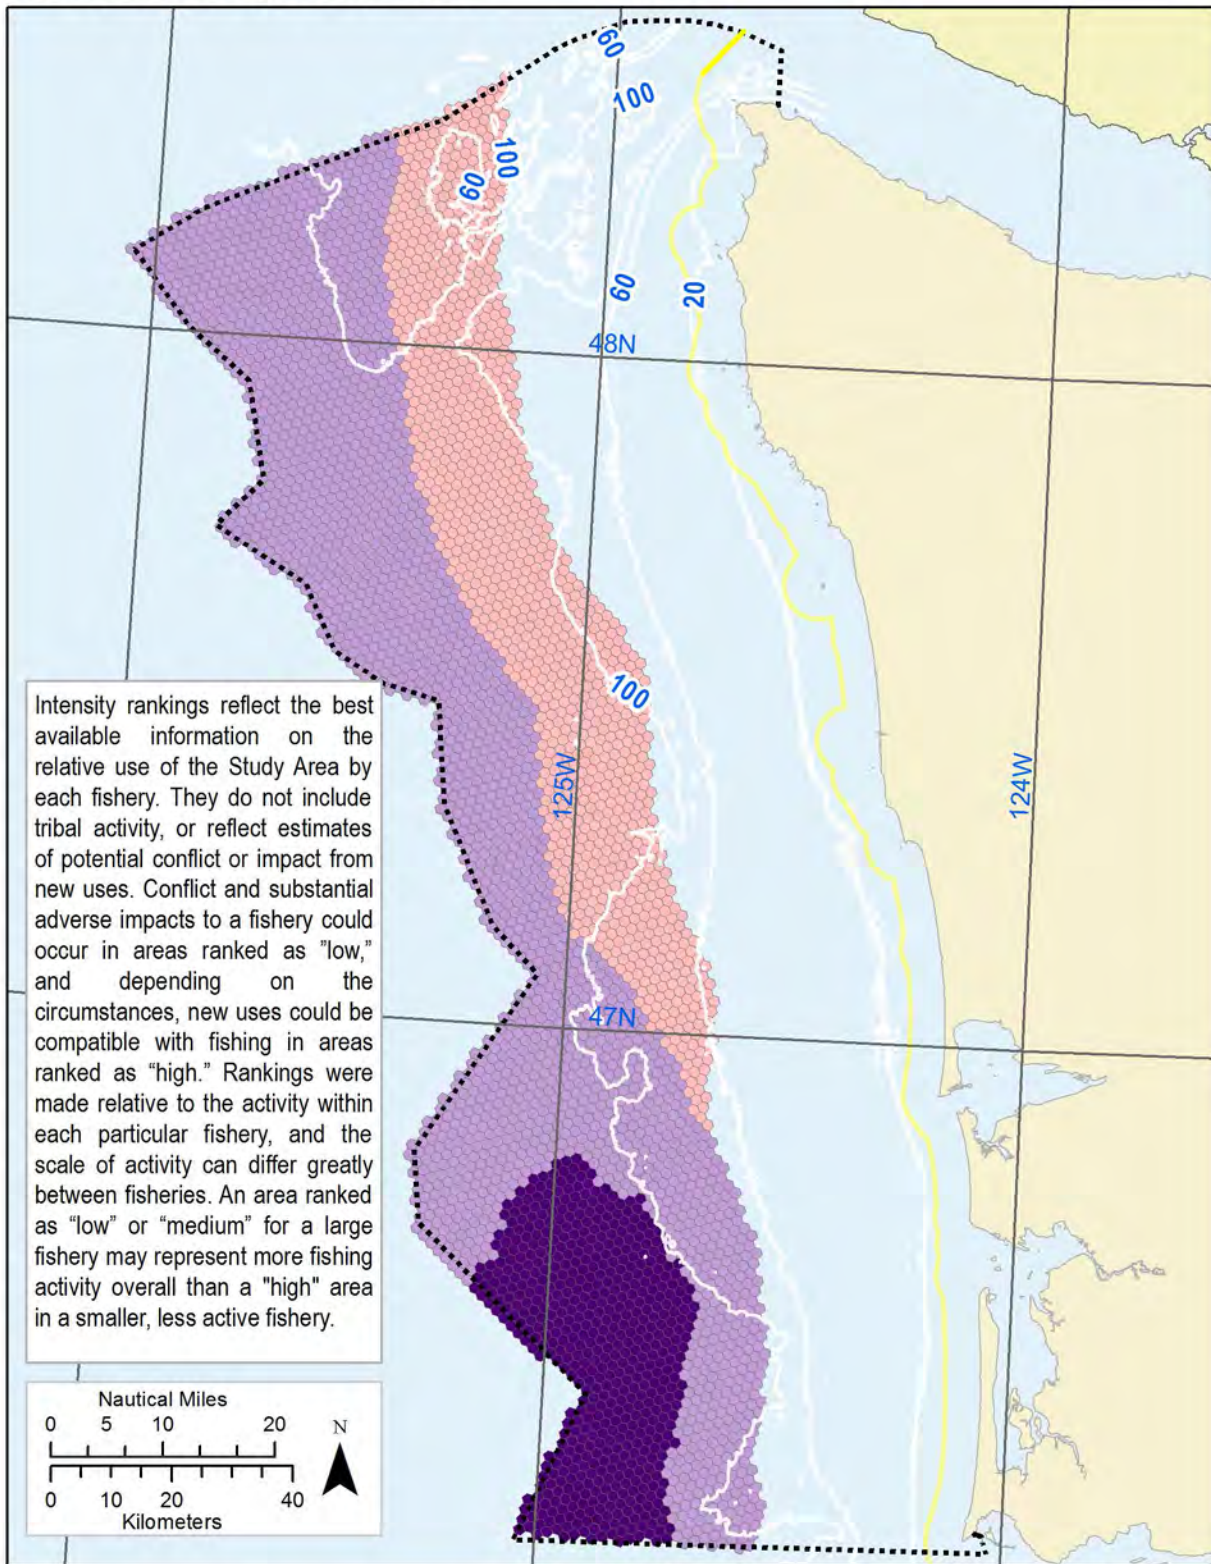 60
100
100
60
60
20
48N
100
125W
124W
47N
Intensity rankings reflect the best
available information on the
relative use of the Study Area by
each fishery. They do not include
tribal activity, or reflect estimates
of potential conflict or impact from
new uses. Conflict and substantial
adverse impacts to a fishery could
occur in areas ranked as "low,"
and depending on the
circumstances, new uses could be
compatible with fishing in areas
ranked as "high." Rankings were
made relative to the activity within
each particular fishery, and the
scale of activity can differ greatly
between fisheries. An area ranked
as "low" or "medium" for a large
fishery may represent more fishing
activity overall than a "high" area
in a smaller, less active fishery.
Nautical Miles
0 5 10 20
N
0 10 20 40
Kilometers